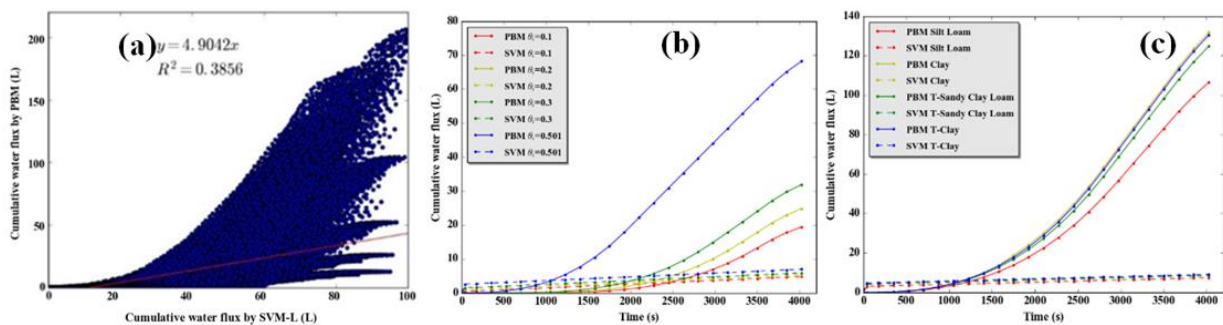 (a)
y = 4.9042x
R² = 0.3856
200
150
100
50
0
0 20 40 60 80 100
Cumulative water flux by PBM (L)
Cumulative water flux by SVM-L (L)
(b)
PBM θᵢ=0.1
SVM θᵢ=0.1
PBM θᵢ=0.2
SVM θᵢ=0.2
PBM θᵢ=0.3
SVM θᵢ=0.3
PBM θᵢ=0.501
SVM θᵢ=0.501
80
70
60
50
40
30
20
10
0
0 500 1000 1500 2000 2500 3000 3500 4000
Cumulative water flux (L)
Time (s)
(c)
PBM Silt Loam
SVM Silt Loam
PBM Clay
SVM Clay
PBM T-Sandy Clay Loam
SVM T-Sandy Clay Loam
PBM T-Clay
SVM T-Clay
140
120
100
80
60
40
20
0
0 500 1000 1500 2000 2500 3000 3500 4000
Cumulative water flux (L)
Time (s)